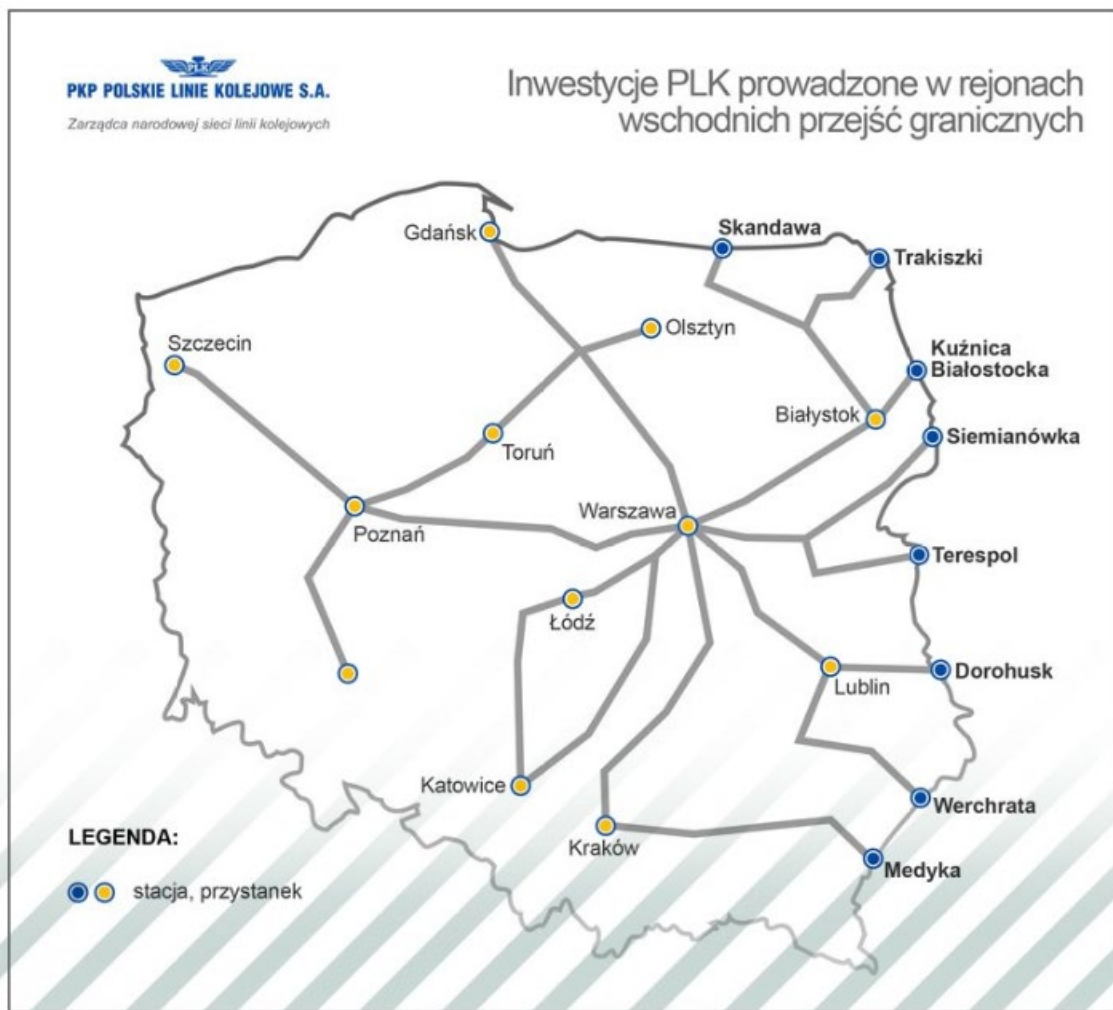 PLK
PKP POLSKIE LINIE KOLEJOWE S.A.
Zarządca narodowej sieci linii kolejowych
Inwestycje PLK prowadzone w rejonach
wschodnich przejść granicznych
Gdańsk
Skandawa
Trakiszki
Olsztyn
Szczecin
Kuźnica
Białostocka
Białystok
Siemianówka
Toruń
Warszawa
Poznań
Terespol
Łódź
Lublin
Dorohusk
Katowice
Werchrata
Kraków
Medyka
LEGENDA:
stacja, przystanek